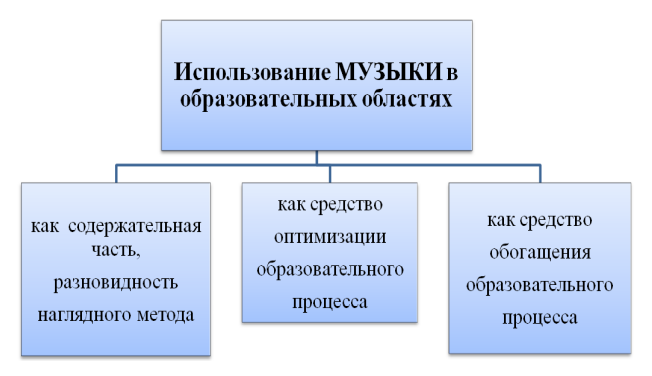 Использование МУЗЫКИ в
образовательных областях
как содержательная
часть,
разновидность
наглядного метода
как средство
оптимизации
образовательного
процесса
как средство
обогащения
образовательного
процесса